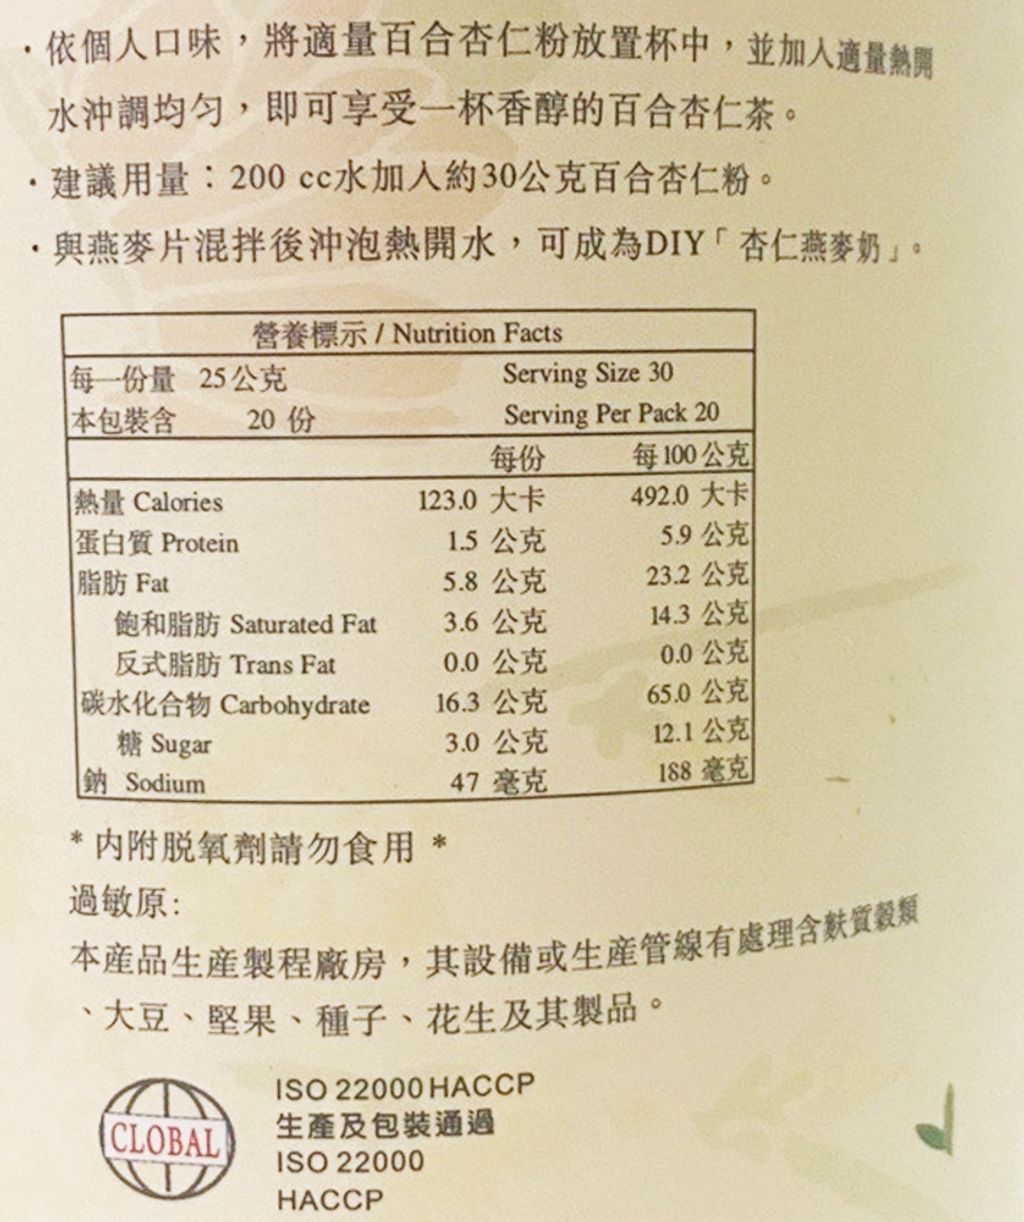 ·依個人口味，將適量百合杏仁粉放置杯中，並加入適量熱開
水沖調均勻，即可享受一杯香醇的百合杏仁茶。
·建議用量：200 cc水加入約30公克百合杏仁粉。
·與燕麥片混拌後沖泡熱開水，可成為DIY「杏仁燕麥奶」。
營養標示 / Nutrition Facts
每一份量 25公克 Serving Size 30
本包裝含 20 份 Serving Per Pack 20
每份 每100公克
熱量 Calories 123.0 大卡 492.0 大卡
蛋白質 Protein 1.5 公克 5.9 公克
脂肪 Fat 5.8 公克 23.2 公克
飽和脂肪 Saturated Fat 3.6 公克 14.3 公克
反式脂肪 Trans Fat 0.0 公克 0.0 公克
碳水化合物 Carbohydrate 16.3 公克 65.0 公克
糖 Sugar 3.0 公克 12.1 公克
鈉 Sodium 47 毫克 188 毫克
*內附脱氧劑請勿食用 *
過敏原:
本産品生産製程廠房，其設備或生産管線有處理含麩質穀類
、大豆、堅果、種子、花生及其製品。
ISO 22000 HACCP
生產及包裝通過
CLOBAL
ISO 22000
HACCP